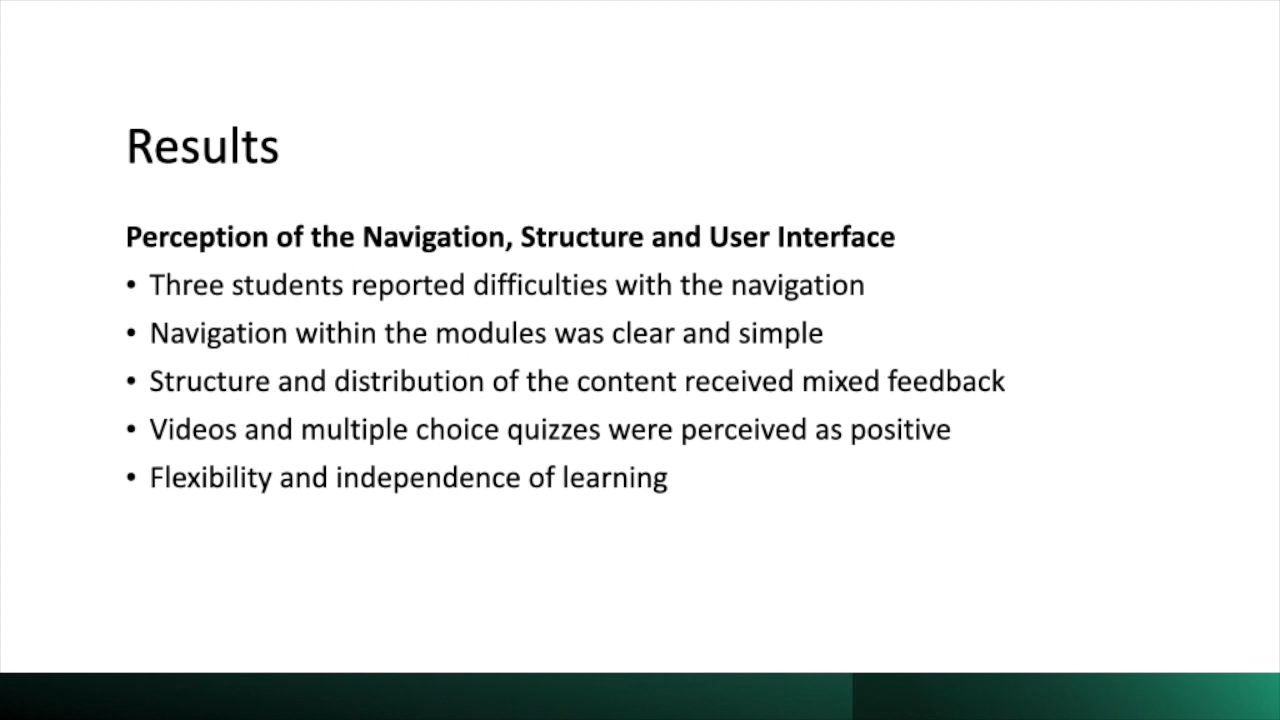 Results
Perception of the Navigation, Structure and User Interface
• Three students reported difficulties with the navigation
• Navigation within the modules was clear and simple
• Structure and distribution of the content received mixed feedback
• Videos and multiple choice quizzes were perceived as positive
• Flexibility and independence of learning